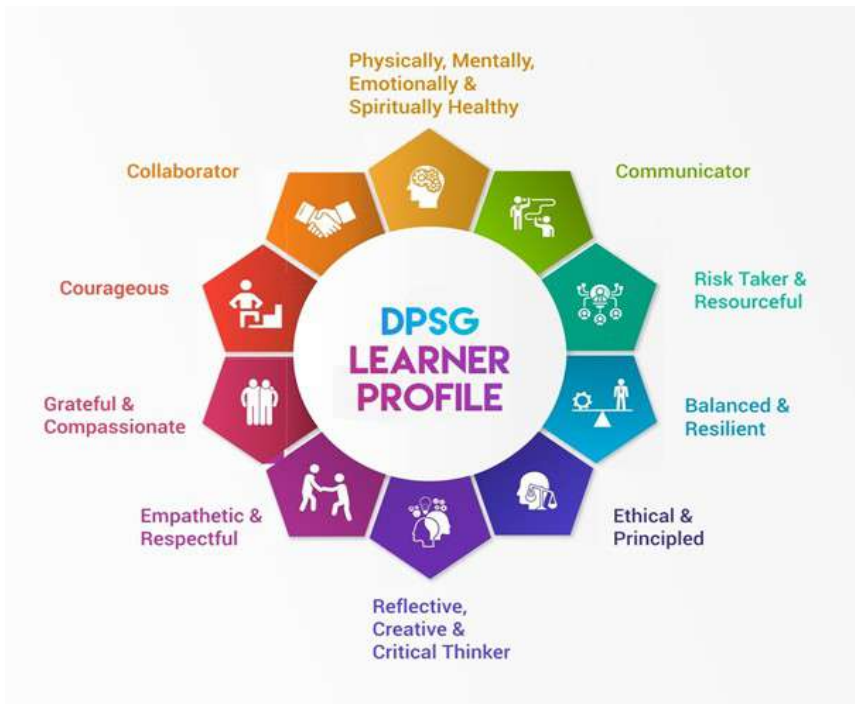 Physically, Mentally,
Emotionally &
Spiritually Healthy
Communicator
Risk Taker &
Resourceful
Balanced &
Resilient
Ethical &
Principled
Reflective,
Creative &
Critical Thinker
Empathetic &
Respectful
Grateful &
Compassionate
Courageous
Collaborator
DPSG
LEARNER
PROFILE